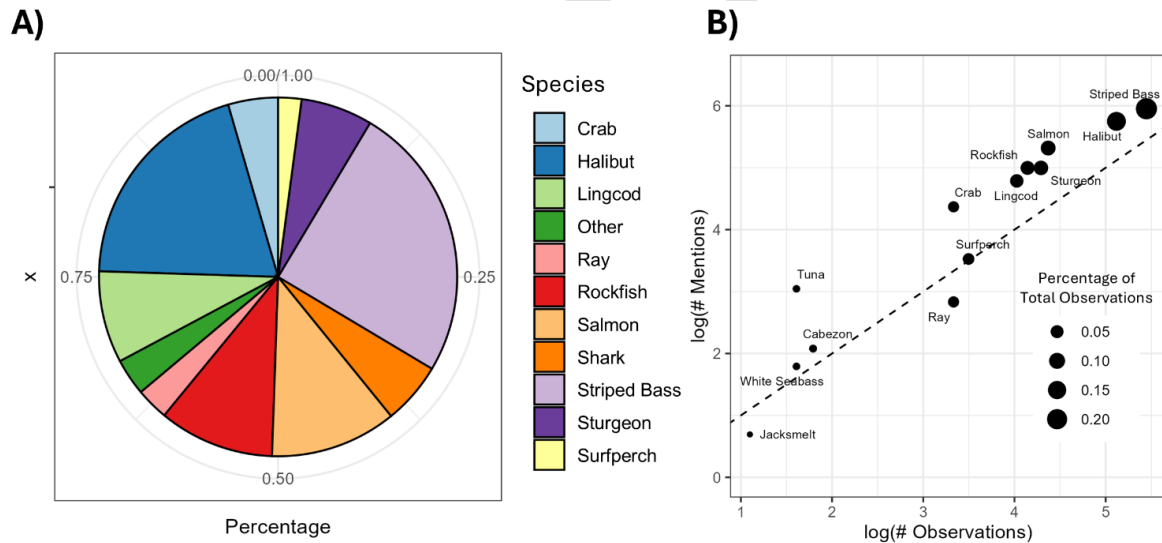 A)
0.00/1.00
0.25
0.50
0.75
x
Percentage
Species
Crab
Halibut
Lingcod
Other
Ray
Rockfish
Salmon
Shark
Striped Bass
Sturgeon
Surfperch
B)
log(# Mentions)
6
4
2
0
Striped Bass
Halibut
Salmon
Rockfish
Sturgeon
Lingcod
Crab
Surfperch
Tuna
Ray
Cabezon
White Seabass
Jacksmelt
Percentage of
Total Observations
0.05
0.10
0.15
0.20
1
2
3
4
5
log(# Observations)